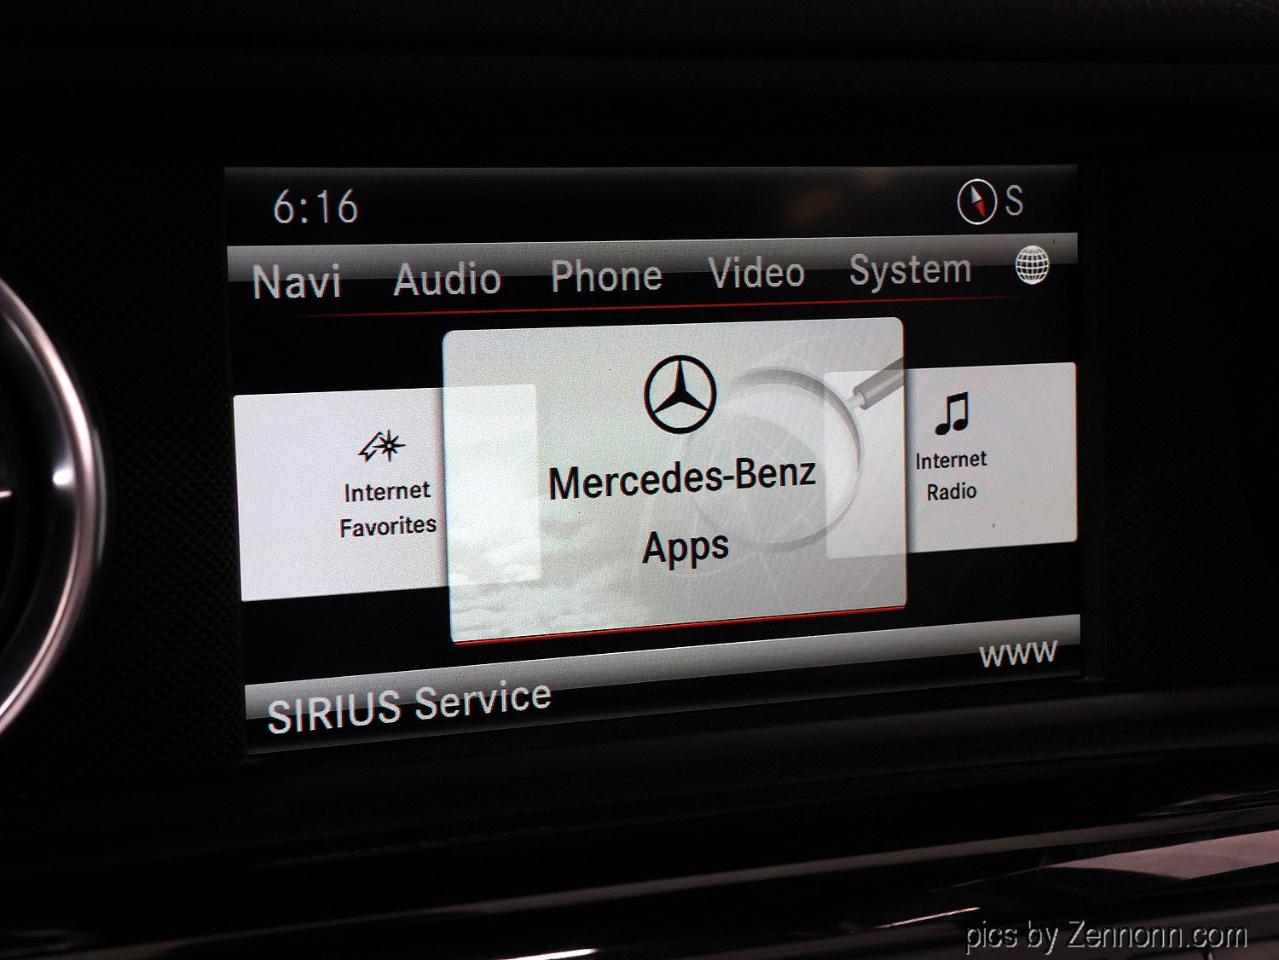 6:16
S
Navi Audio Phone Video System
Internet
Favorites
Mercedes-Benz
Apps
Internet
Radio
WWW
SIRIUS Service
pics by Zennonn.com